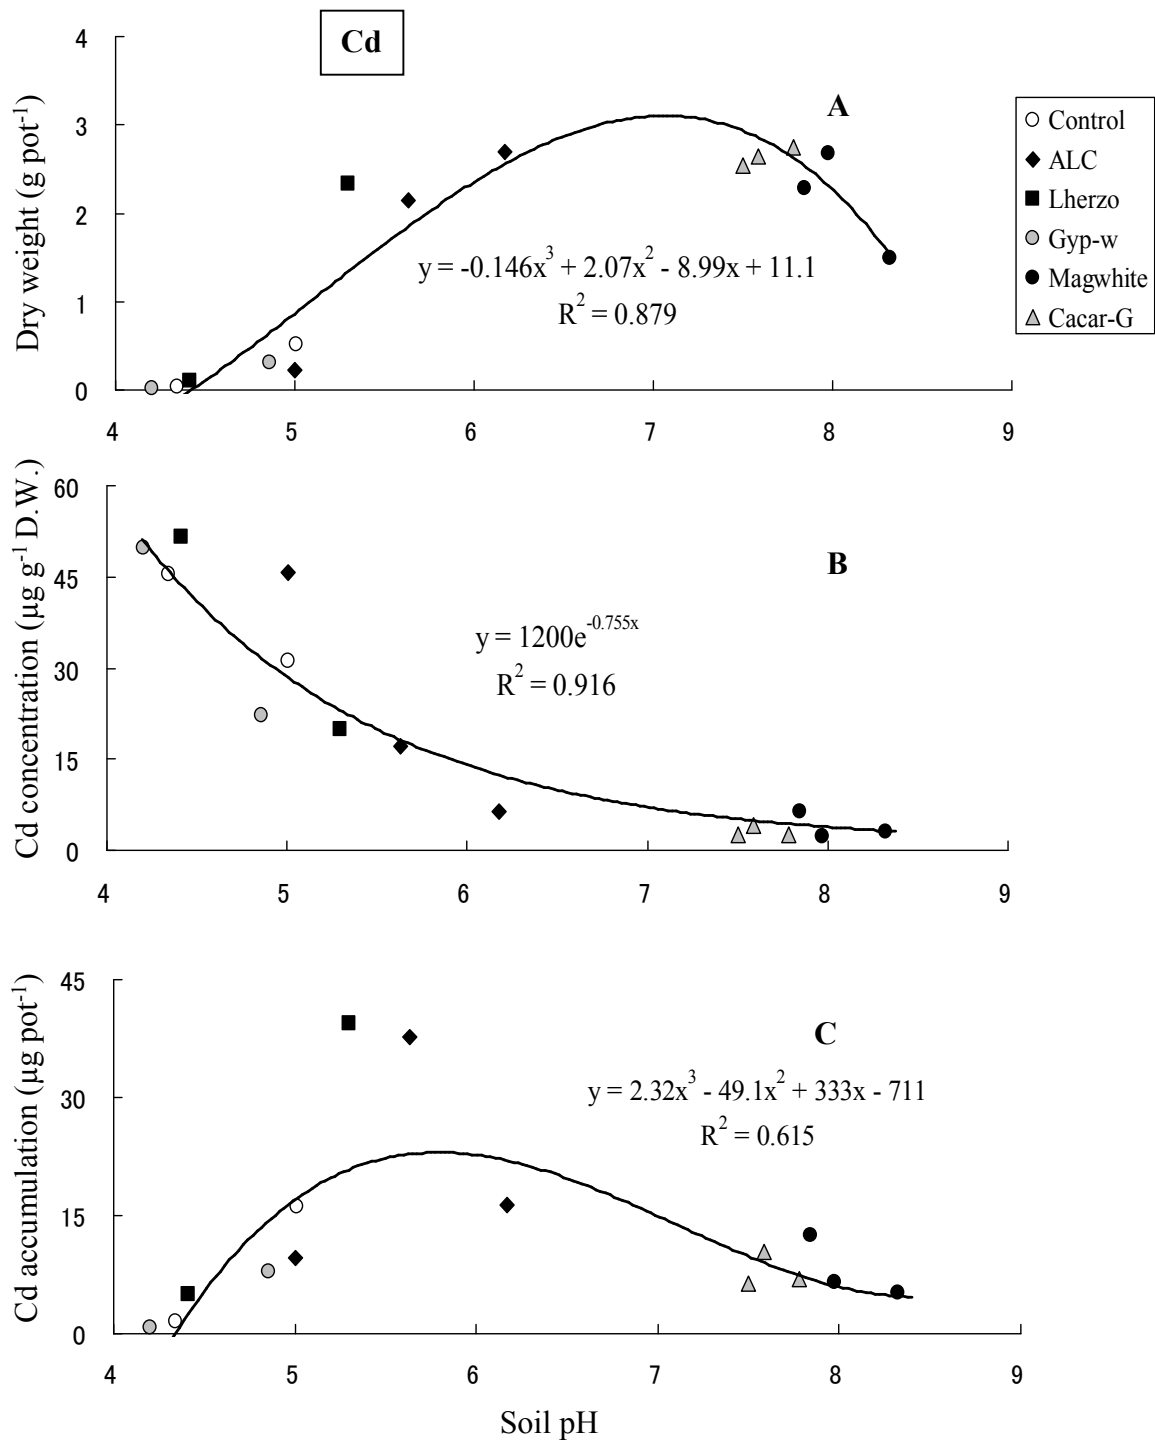 Cd
A
Dry weight (g pot⁻¹)
4
3
2
1
0
y = -0.146x³ + 2.07x² - 8.99x + 11.1
R² = 0.879
4 5 6 7 8 9
Control
ALC
Lherzo
Gyp-w
Magwhite
Cacar-G
B
Cd concentration (µg g⁻¹ D.W.)
60
45
30
15
0
y = 1200e⁻⁰·⁷⁵⁵ˣ
R² = 0.916
4 5 6 7 8 9
C
Cd accumulation (µg pot⁻¹)
45
30
15
0
y = 2.32x³ - 49.1x² + 333x - 711
R² = 0.615
4 5 6 7 8 9
Soil pH